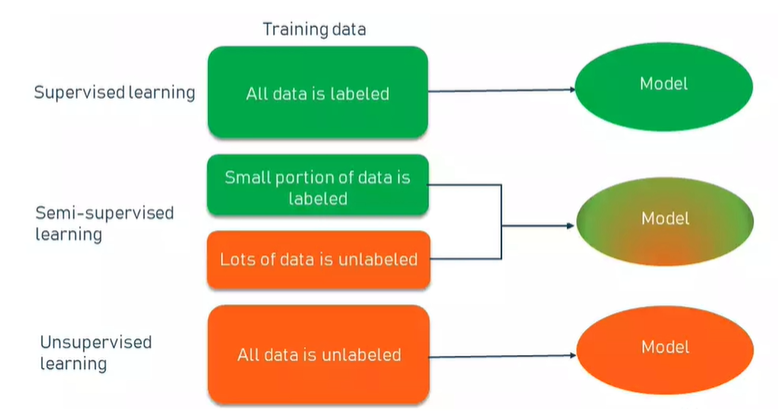 Training data
Supervised learning
All data is labeled
Model
Small portion of data is
labeled
Semi-supervised
learning
Model
Lots of data is unlabeled
Unsupervised
learning
All data is unlabeled
Model